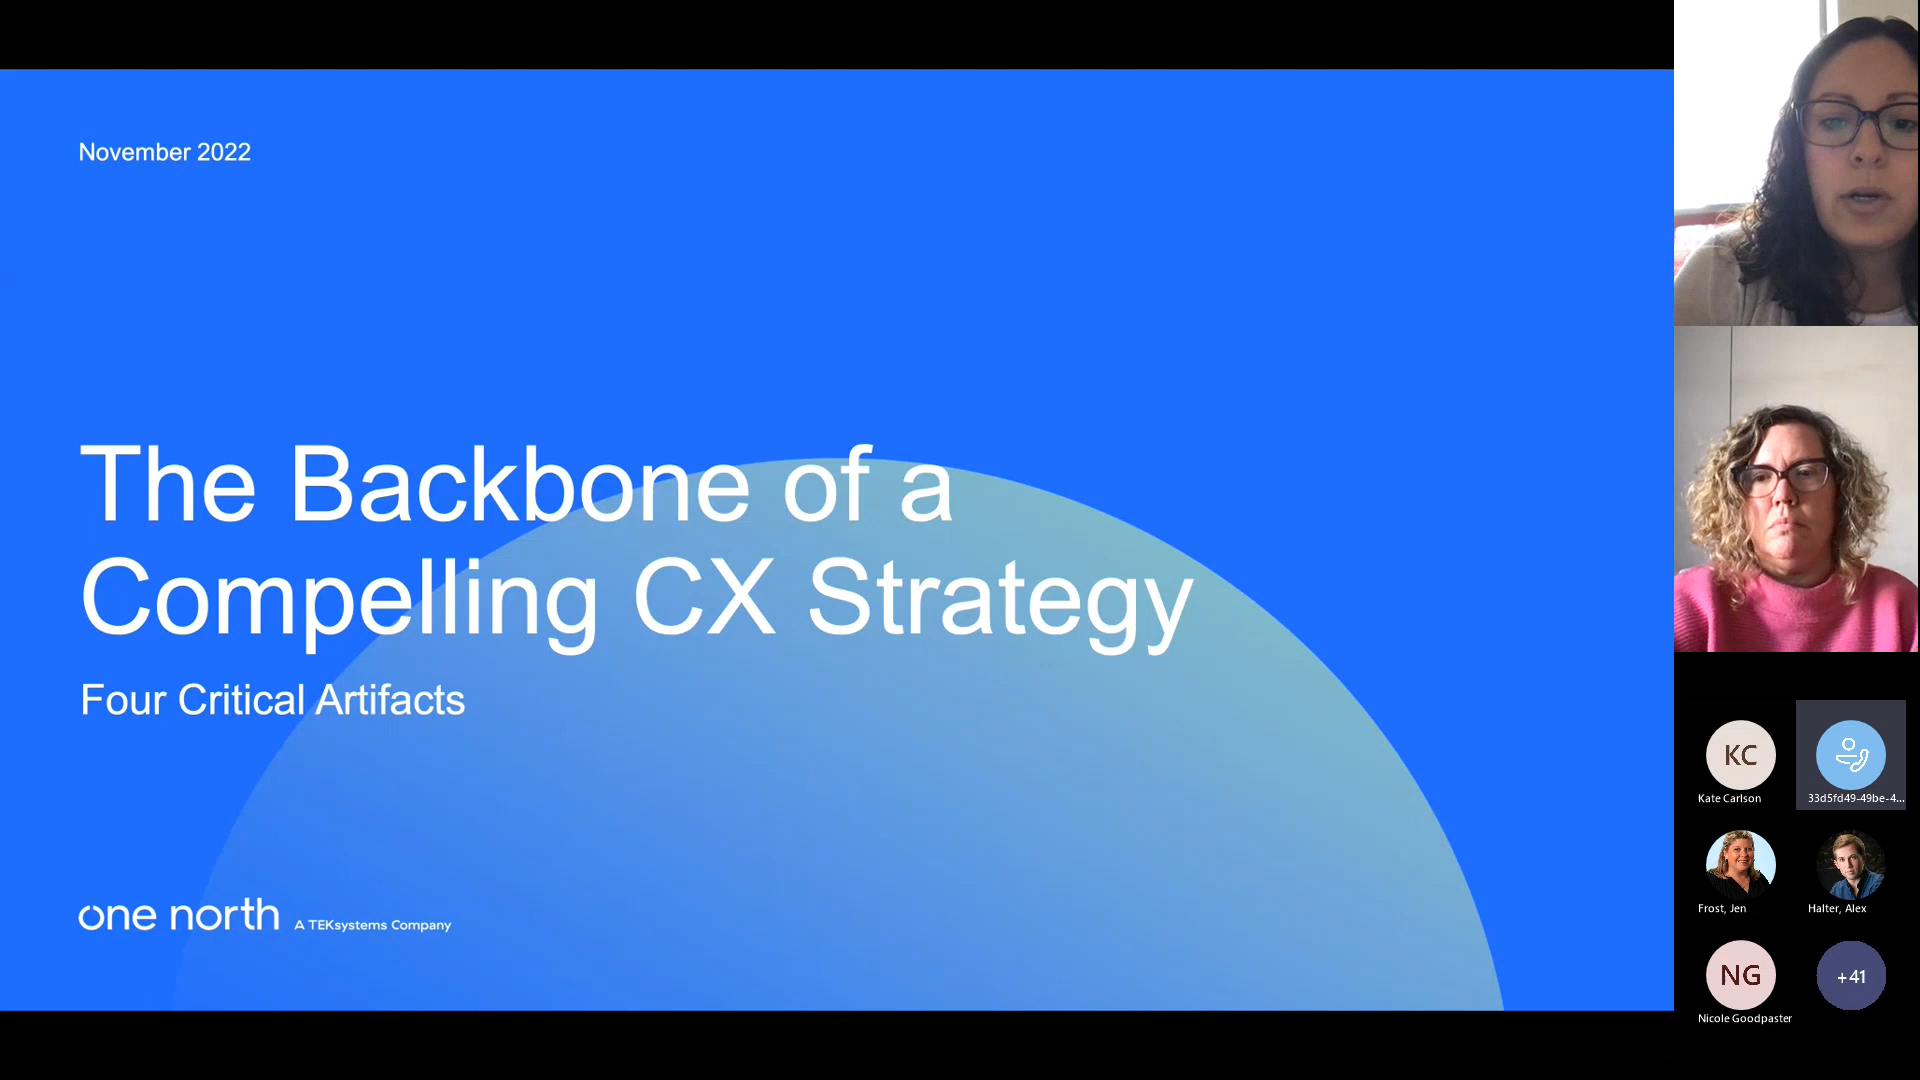 November 2022
The Backbone of a
Compelling CX Strategy
Four Critical Artifacts
one north A TEKsystems Company
KC
Kate Carlson
33d5fd49-49be-4...
Frost, Jen
Halter, Alex
NG
Nicole Goodpaster
+41